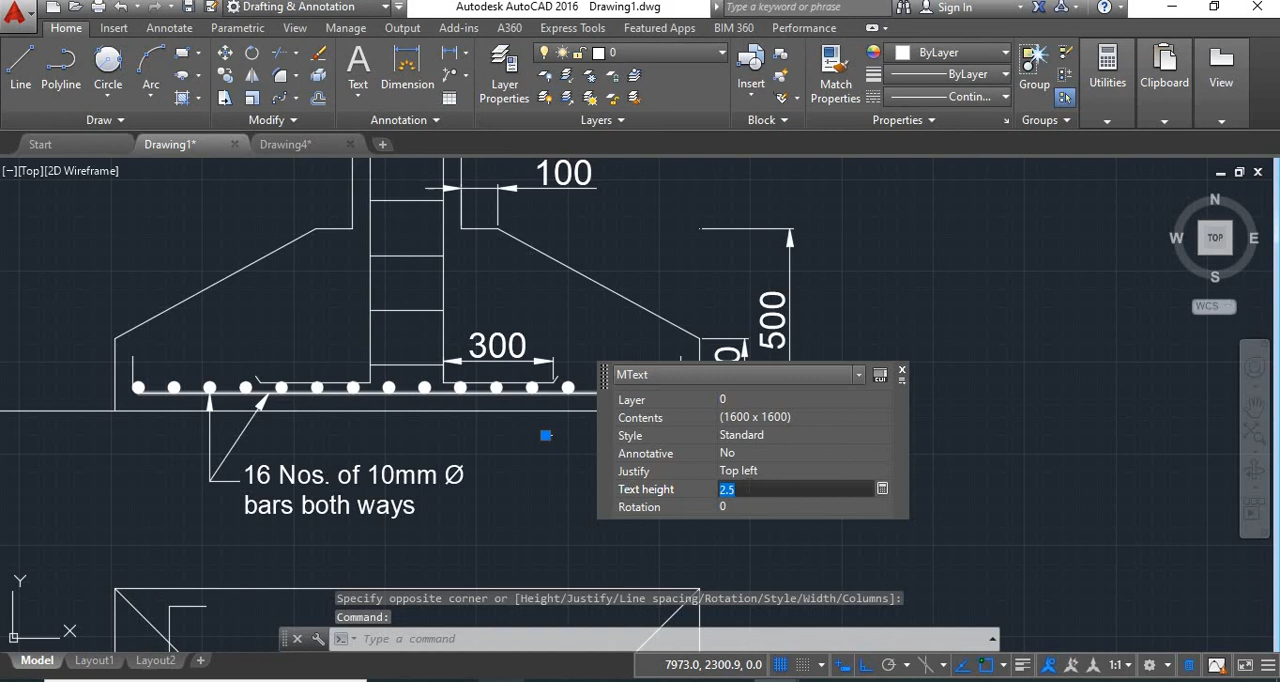 Drafting & Annotation
Autodesk AutoCAD 2016 Drawing1.dwg
Type a keyword or phrase
Sign In
Home Insert Annotate Parametric View Manage Output Add-ins A360 Express Tools Featured Apps BIM 360 Performance
0
ByLayer
ByLayer
Contin...
Line Polyline Circle Arc
Text Dimension
Layer Properties
Insert
Match Properties
Group
Utilities Clipboard View
Draw Modify Annotation Layers Block Properties Groups
Start Drawing1* Drawing4*
[−][Top][2D Wireframe]
100
N
W TOP E
S
WCS
500
300
0
MText
Layer 0
Contents (1600 x 1600)
Style Standard
Annotative No
Justify Top left
Text height 2.5
Rotation 0
16 Nos. of 10mm Ø
bars both ways
Y
X
Specify opposite corner or [Height/Justify/Line spacing/Rotation/Style/Width/Columns]:
Command:
Type a command
Model Layout1 Layout2
7973.0, 2300.9, 0.0
MODEL
1:1